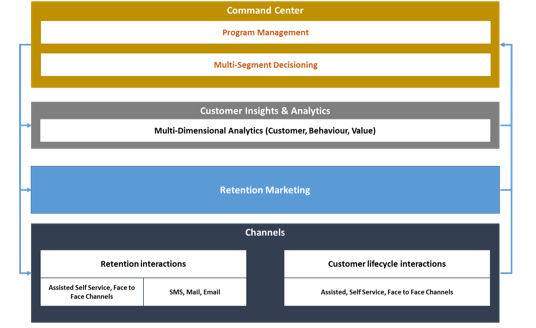 Command Center
Program Management
Multi-Segment Decisioning
Customer Insights & Analytics
Multi-Dimensional Analytics (Customer, Behaviour, Value)
Retention Marketing
Channels
Retention interactions
Assisted Self Service, Face to
Face Channels
SMS, Mail, Email
Customer lifecycle interactions
Assisted, Self Service, Face to Face Channels